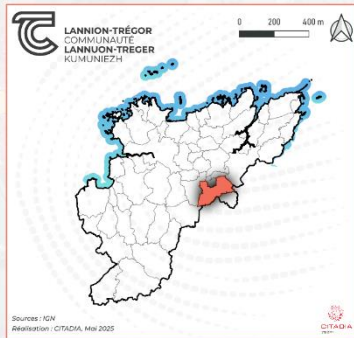 LANNION-TRÉGOR
COMMUNAUTÉ
LANNUON-TREGER
KUMUNIEZH
0 200 400 m
Sources : IGN
Réalisation : CITADIA, Mai 2025
CITADIA